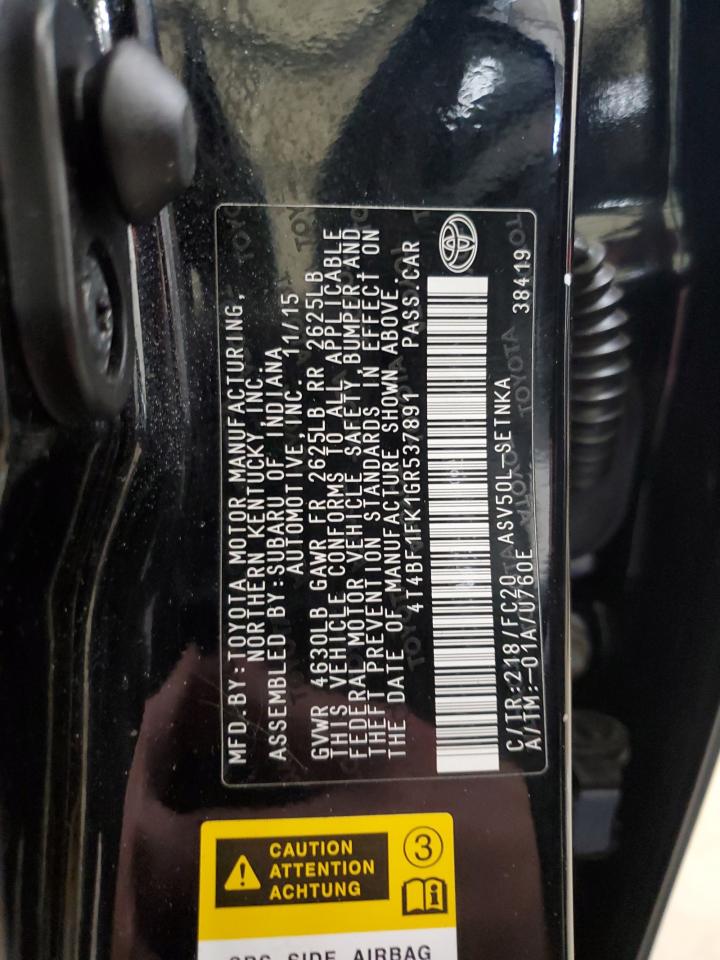 MFD.BY:TOYOTA MOTOR MANUFACTURING,
NORTHERN KENTUCKY, INC.
ASSEMBLED BY:SUBARU OF INDIANA
AUTOMOTIVE,INC. 11/15
GVWR 4630LB GAWR FR 2625LB RR 2625LB
THIS VEHICLE CONFORMS TO ALL APPLICABLE
FEDERAL MOTOR VEHICLE SAFETY,BUMPER,AND
THEFT PREVENTION STANDARDS IN EFFECT ON
THE DATE OF MANUFACTURE SHOWN ABOVE.
4T4BF1FK1GR537891 PASS.CAR
C/TR:218/FC20 ASV50L-SETNKA 38419
A/TM:-01A/U760E
CAUTION
ATTENTION
ACHTUNG
3
SRS SIDE AIRBAG